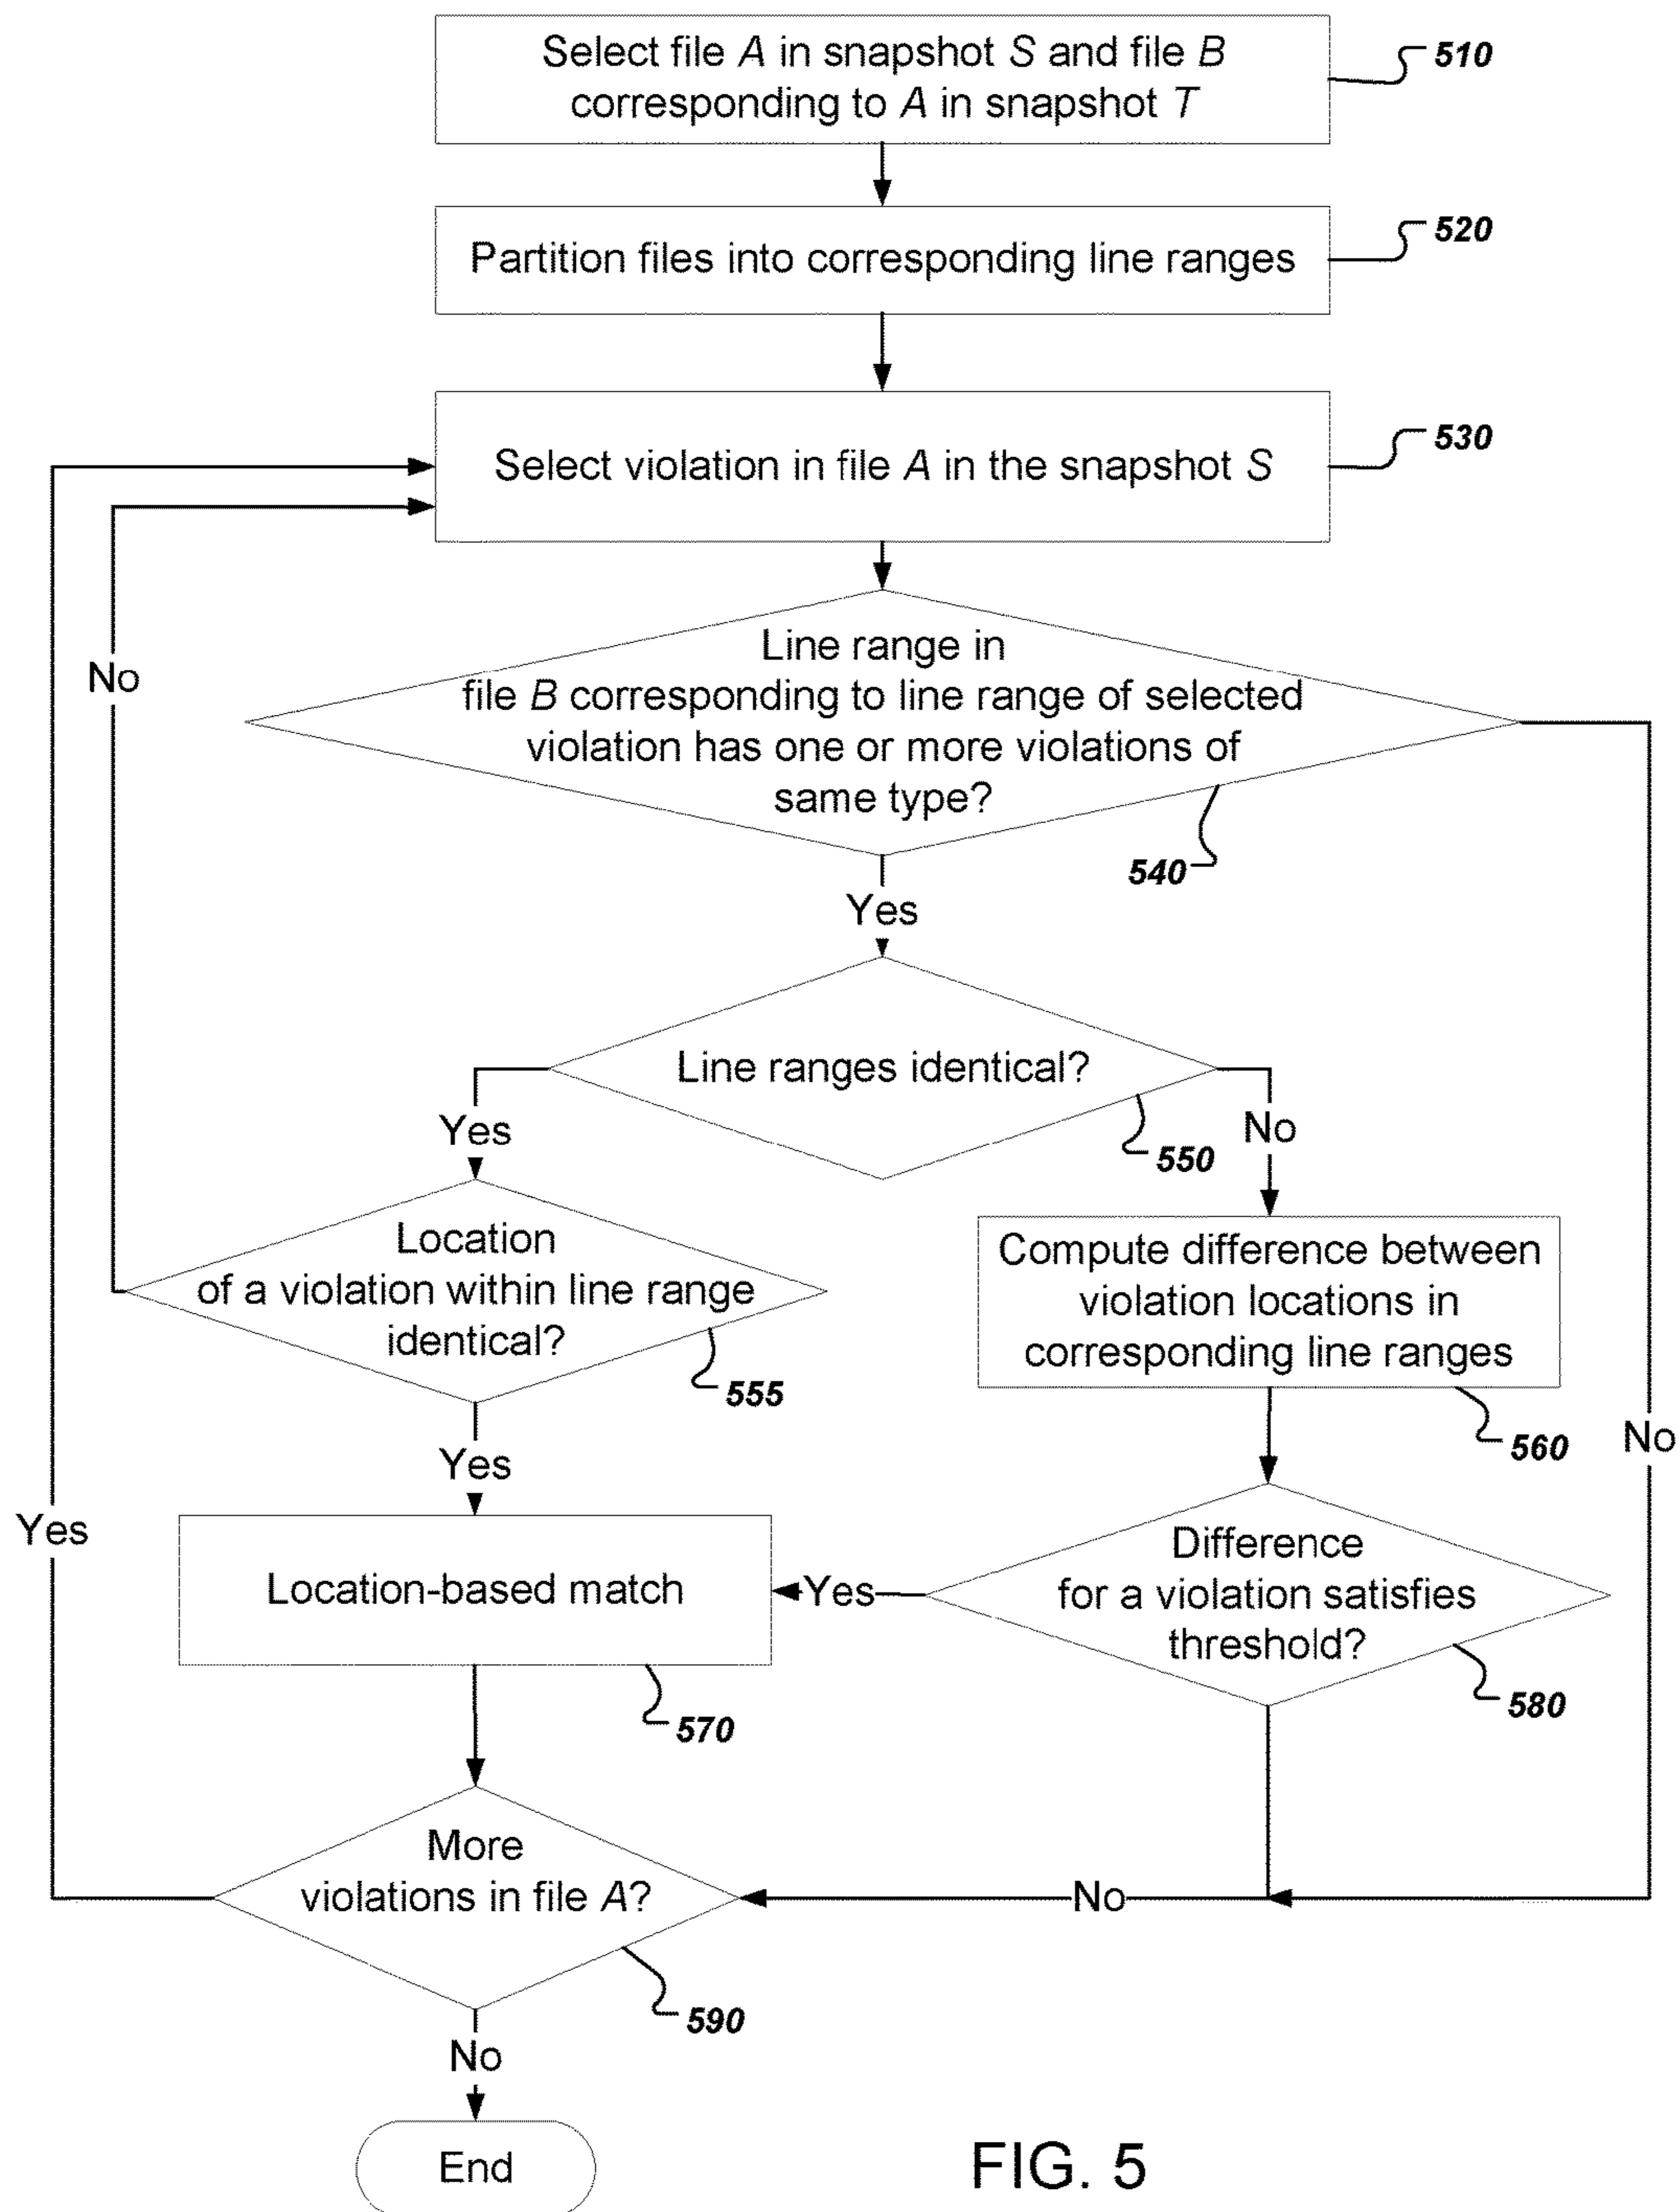 Select file A in snapshot S and file B
corresponding to A in snapshot T
510
Partition files into corresponding line ranges
520
Select violation in file A in the snapshot S
530
No
Line range in
file B corresponding to line range of selected
violation has one or more violations of
same type?
540
Yes
Line ranges identical?
550
Yes
No
Location
of a violation within line range
identical?
555
Compute difference between
violation locations in
corresponding line ranges
560
No
Yes
Yes
Location-based match
570
Yes
Difference
for a violation satisfies
threshold?
580
More
violations in file A?
590
No
No
End
FIG. 5